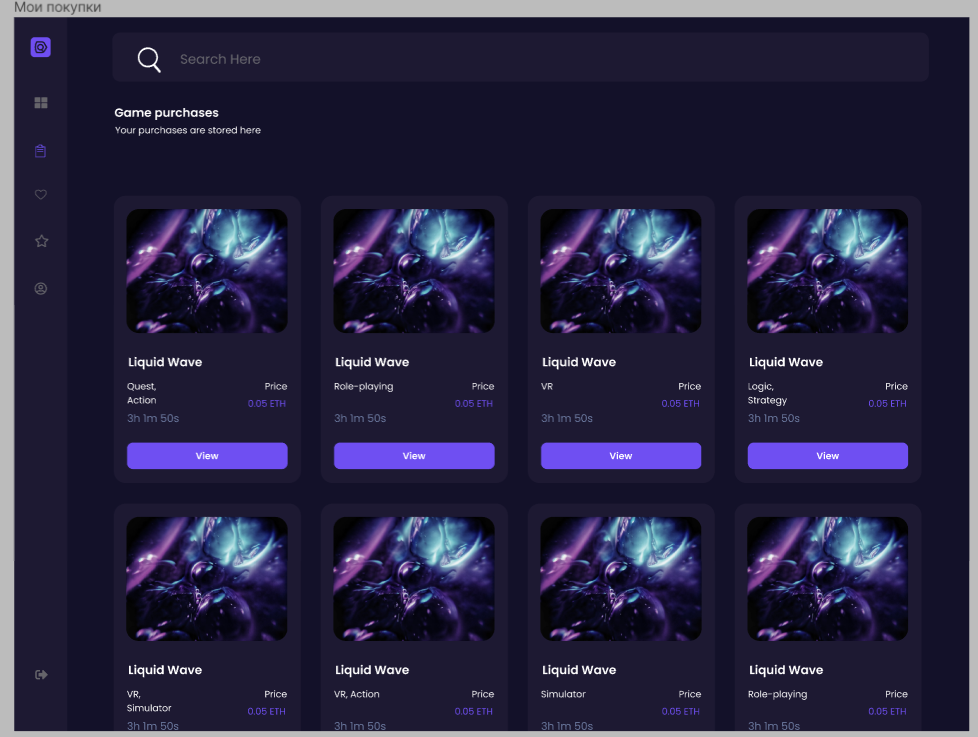 Мои покупки
Search Here
Game purchases
Your purchases are stored here
Liquid Wave
Quest,
Action
Price
0.05 ETH
3h 1m 50s
View
Liquid Wave
Role-playing
Price
0.05 ETH
3h 1m 50s
View
Liquid Wave
VR
Price
0.05 ETH
3h 1m 50s
View
Liquid Wave
Logic,
Strategy
Price
0.05 ETH
3h 1m 50s
View
Liquid Wave
VR,
Simulator
Price
0.05 ETH
3h 1m 50s
Liquid Wave
VR, Action
Price
0.05 ETH
3h 1m 50s
Liquid Wave
Simulator
Price
0.05 ETH
3h 1m 50s
Liquid Wave
Role-playing
Price
0.05 ETH
3h 1m 50s